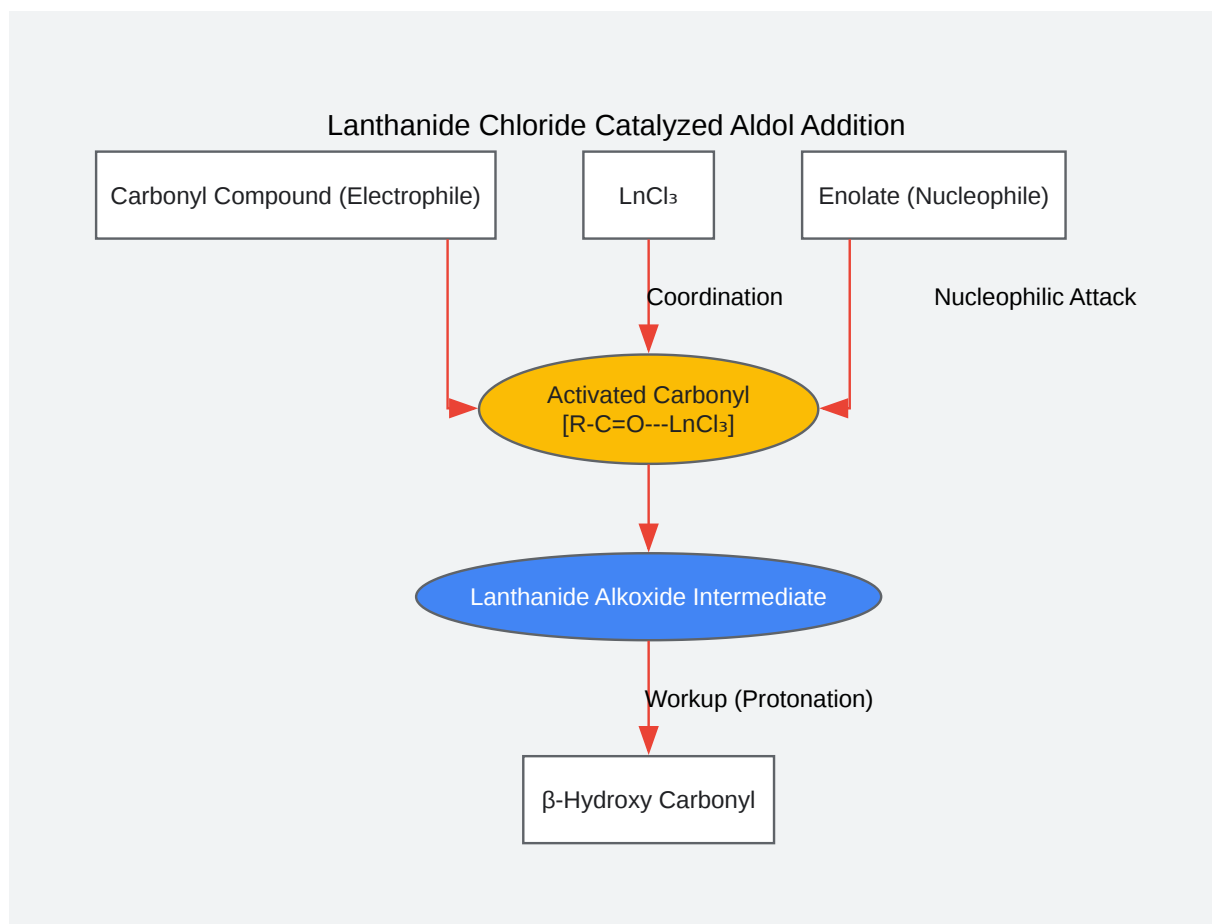 Lanthanide Chloride Catalyzed Aldol Addition
Carbonyl Compound (Electrophile)
LnCl₃
Enolate (Nucleophile)
Coordination
Nucleophilic Attack
Activated Carbonyl
[R-C=O---LnCl₃]
Lanthanide Alkoxide Intermediate
Workup (Protonation)
β-Hydroxy Carbonyl